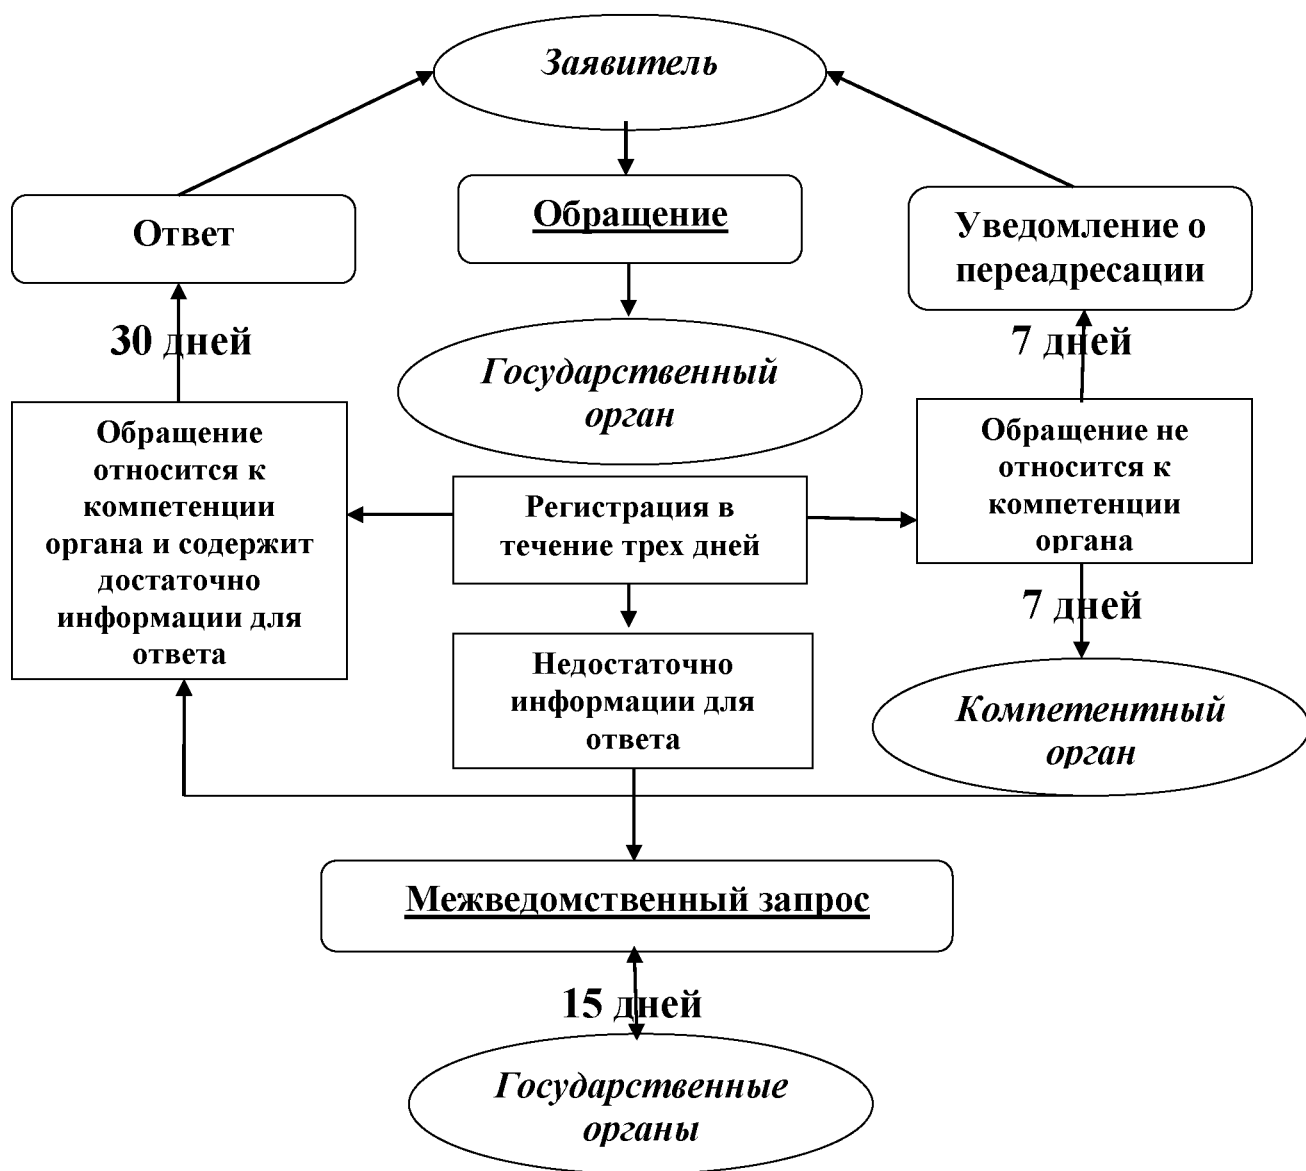 Заявитель
Ответ
Обращение
Уведомление о
переадресации
30 дней
Государственный
орган
7 дней
Обращение
относится к
компетенции
органа и содержит
достаточно
информации для
ответа
Регистрация в
течение трех дней
Обращение не
относится к
компетенции
органа
7 дней
Недостаточно
информации для
ответа
Компетентный
орган
Межведомственный запрос
15 дней
Государственные
органы